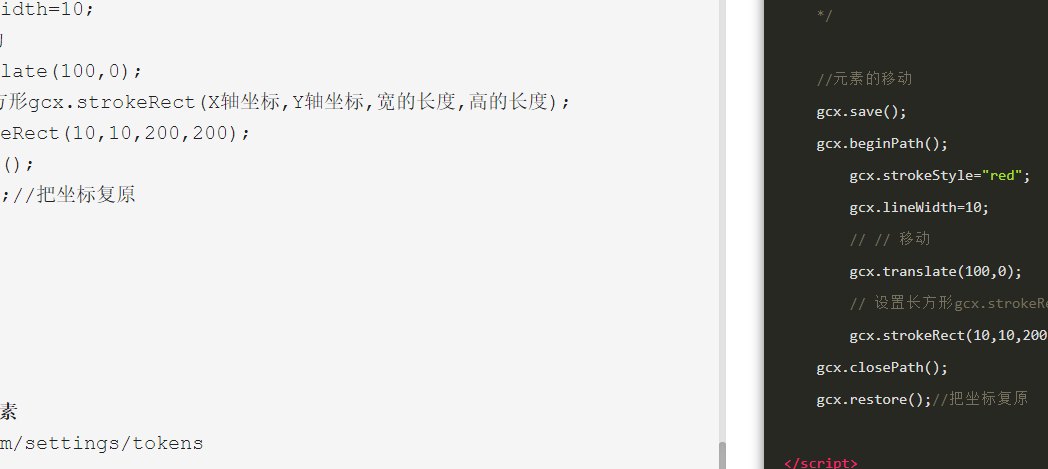 idth=10;
late(100,0);
方形gcx.strokeRect(X轴坐标,Y轴坐标,宽的长度,高的长度);
eRect(10,10,200,200);
();
;//把坐标复原
素
m/settings/tokens
*/
//元素的移动
gcx.save();
gcx.beginPath();
gcx.strokeStyle="red";
gcx.lineWidth=10;
// // 移动
gcx.translate(100,0);
// 设置长方形gcx.strokeRe
gcx.strokeRect(10,10,200
gcx.closePath();
gcx.restore();//把坐标复原
</script>